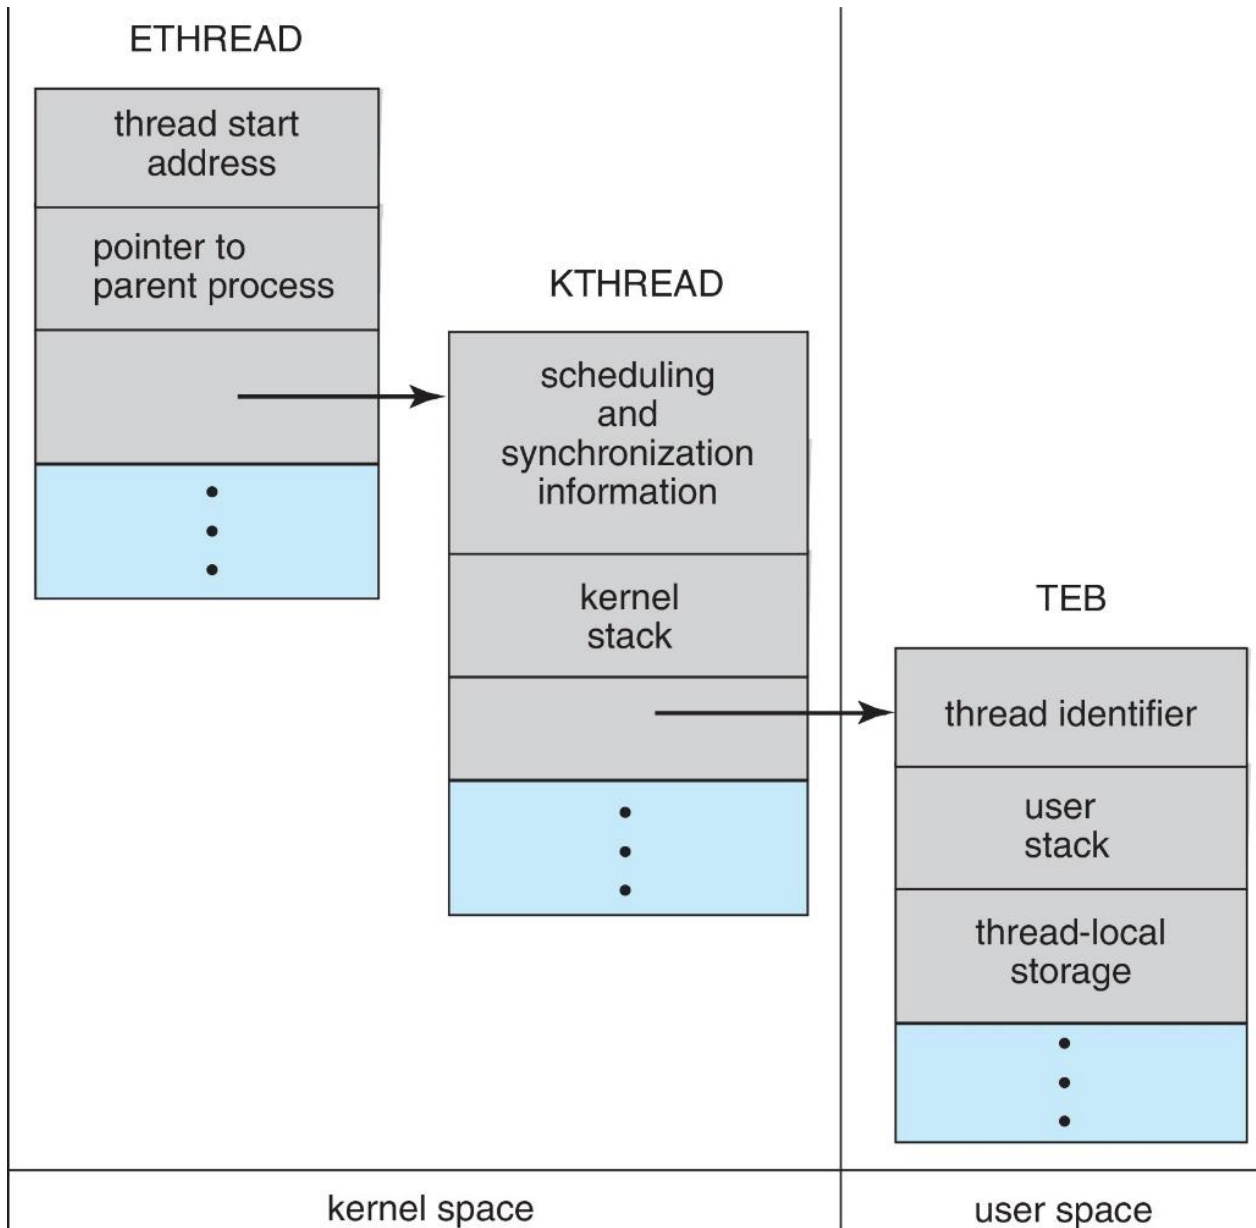 ETHREAD
thread start
address
pointer to
parent process
KTHREAD
scheduling
and
synchronization
information
kernel
stack
TEB
thread identifier
user
stack
thread-local
storage
kernel space
user space